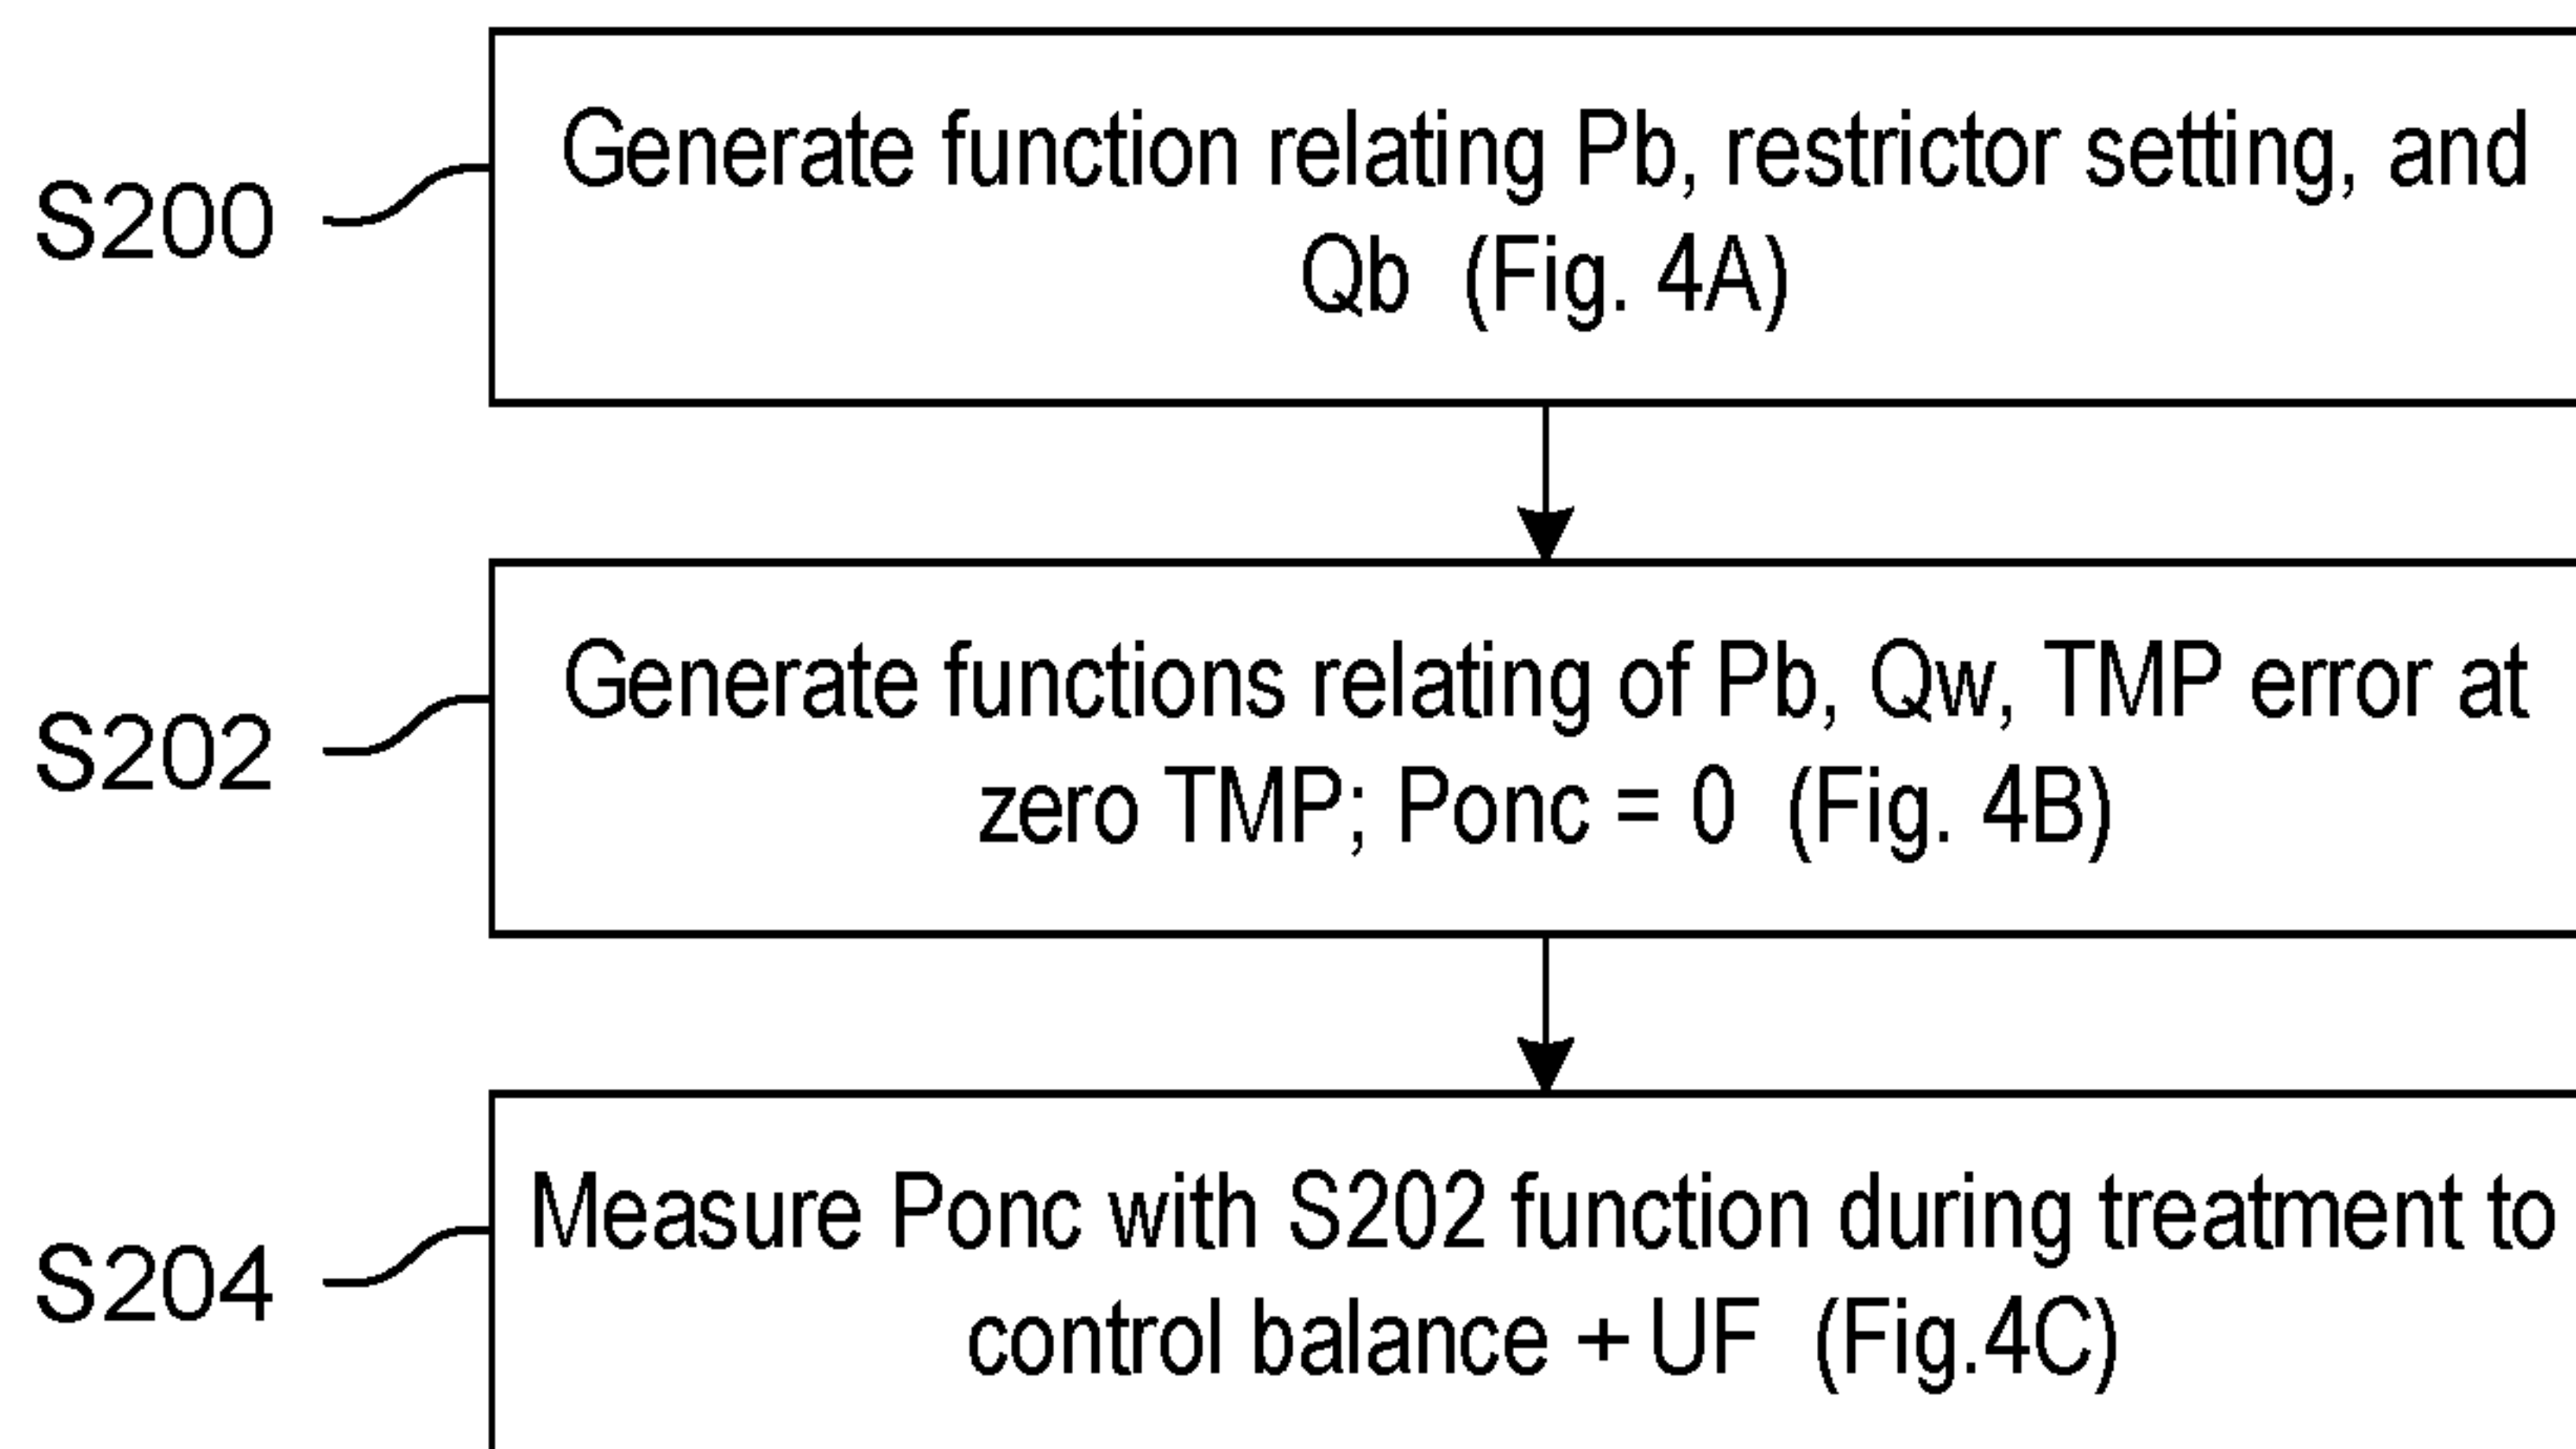 S200
Generate function relating Pb, restrictor setting, and
Qb (Fig. 4A)
S202
Generate functions relating of Pb, Qw, TMP error at
zero TMP; Ponc = 0 (Fig. 4B)
S204
Measure Ponc with S202 function during treatment to
control balance + UF (Fig.4C)